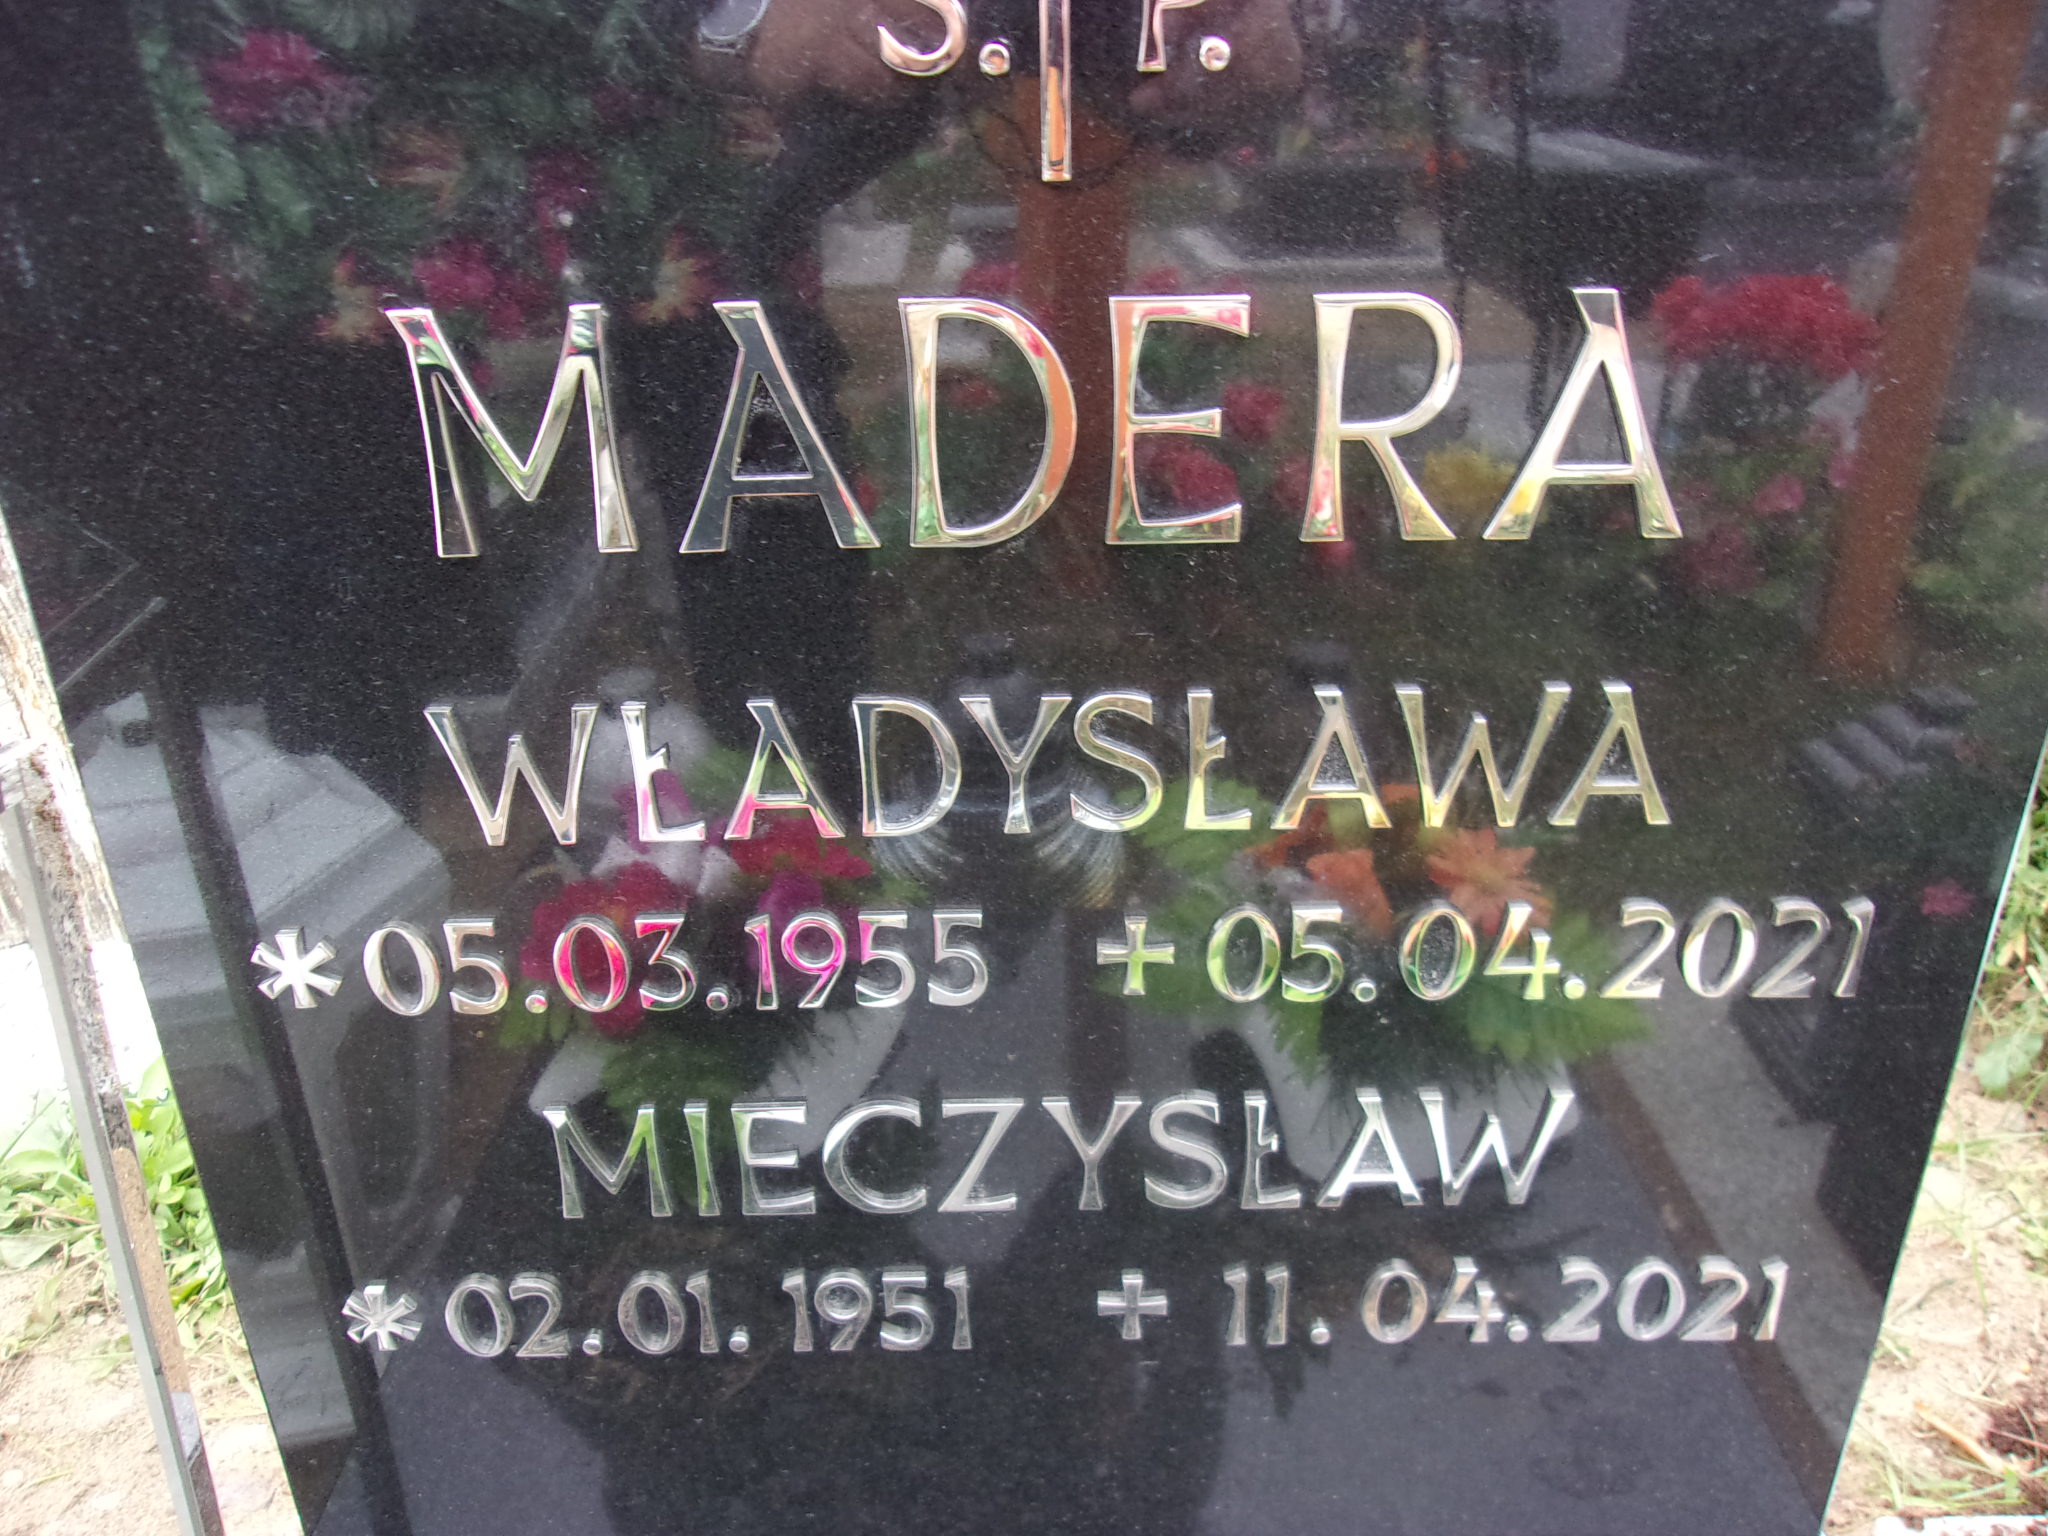 Ś. P.
MADERA
WŁADYSŁAWA
* 05.03.1955 + 05.04.2021
MIECZYSŁAW
* 02.01.1951 + 11.04.2021